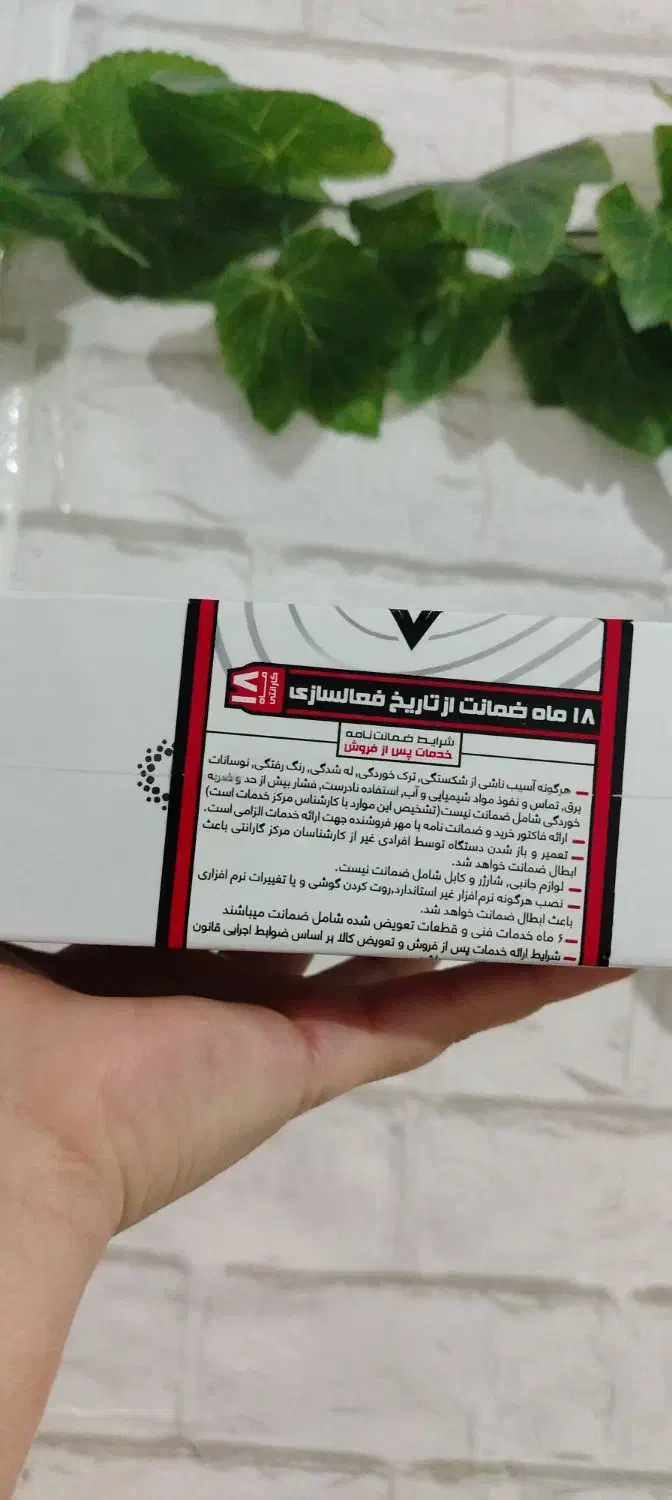 ۱۸ ماه ضمانت از تاریخ فعالسازی
۱۸
ماه
گارانتی
شرایط ضمانت‌نامه
خدمات پس از فروش
هرگونه آسیب ناشی از شکستگی، ترک خوردگی، له شدگی، رنگ رفتگی، نوسانات
برق، تماس و نفوذ مواد شیمیایی و آب، استفاده نادرست، فشار بیش از حد و ضربه
خوردگی شامل ضمانت نیست(تشخیص این موارد با کارشناس مرکز خدمات است)
ارائه فاکتور خرید و ضمانت نامه با مهر فروشنده جهت ارائه خدمات الزامی است.
تعمیر و باز شدن دستگاه توسط افرادی غیر از کارشناسان مرکز گارانتی باعث
ابطال ضمانت خواهد شد.
لوازم جانبی، شارژر و کابل شامل ضمانت نیست.
نصب هرگونه نرم‌افزار غیر استاندارد,روت کردن گوشی و یا تغییرات نرم افزاری
باعث ابطال ضمانت خواهد شد.
۶ ماه خدمات فنی و قطعات تعویض شده شامل ضمانت میباشند
شرایط ارائه خدمات پس از فروش و تعویض کالا بر اساس ضوابط اجرایی قانون